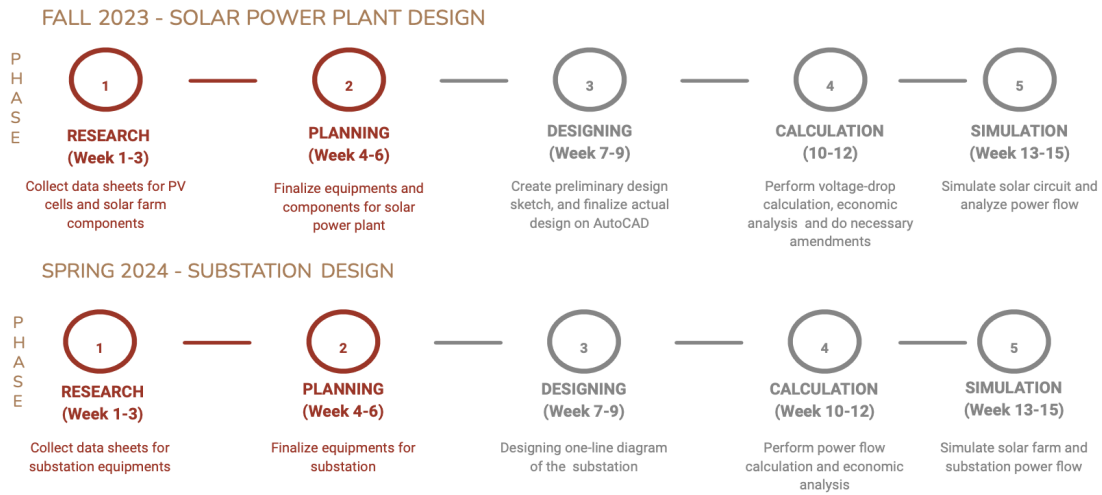 FALL 2023 - SOLAR POWER PLANT DESIGN
PHASE
1
RESEARCH
(Week 1-3)
Collect data sheets for PV
cells and solar farm
components
2
PLANNING
(Week 4-6)
Finalize equipments and
components for solar
power plant
3
DESIGNING
(Week 7-9)
Create preliminary design
sketch, and finalize actual
design on AutoCAD
4
CALCULATION
(10-12)
Perform voltage-drop
calculation, economic
analysis and do necessary
amendments
5
SIMULATION
(Week 13-15)
Simulate solar circuit and
analyze power flow
SPRING 2024 - SUBSTATION DESIGN
PHASE
1
RESEARCH
(Week 1-3)
Collect data sheets for
substation equipments
2
PLANNING
(Week 4-6)
Finalize equipments for
substation
3
DESIGNING
(Week 7-9)
Designing one-line diagram
of the substation
4
CALCULATION
(Week 10-12)
Perform power flow
calculation and economic
analysis
5
SIMULATION
(Week 13-15)
Simulate solar farm and
substation power flow